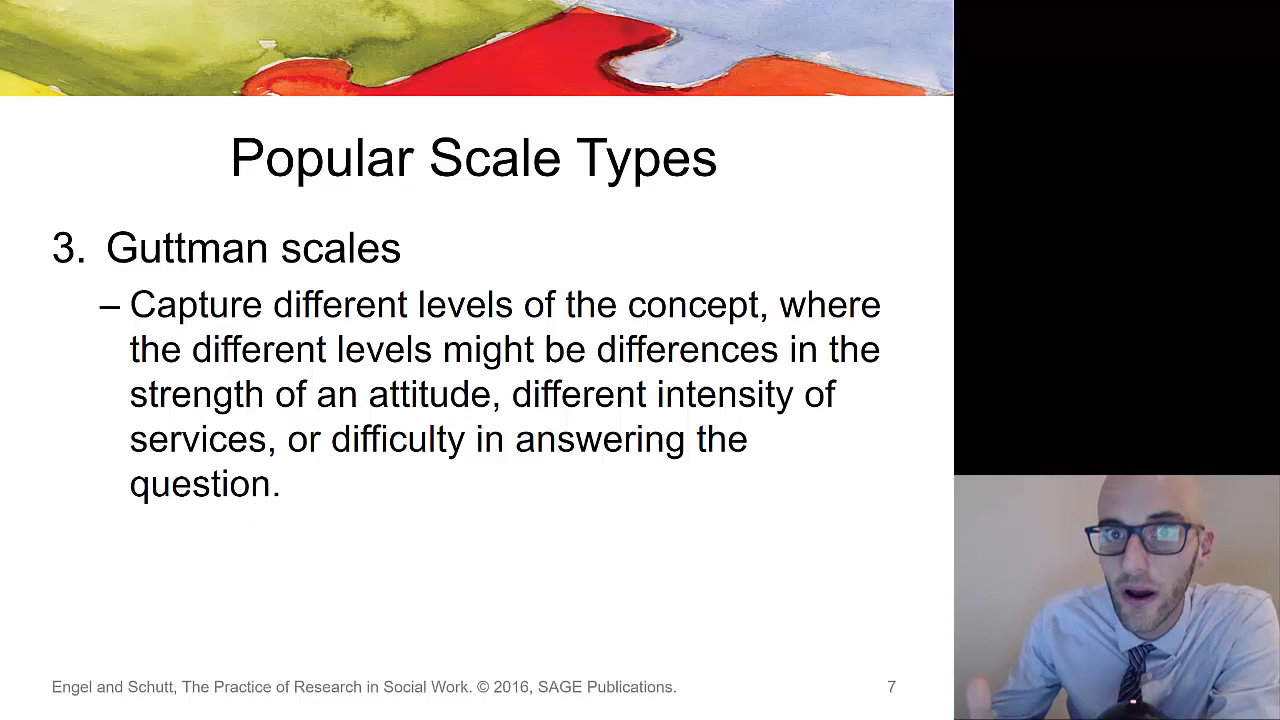 Popular Scale Types
3. Guttman scales
– Capture different levels of the concept, where
the different levels might be differences in the
strength of an attitude, different intensity of
services, or difficulty in answering the
question.
Engel and Schutt, The Practice of Research in Social Work. © 2016, SAGE Publications.
7